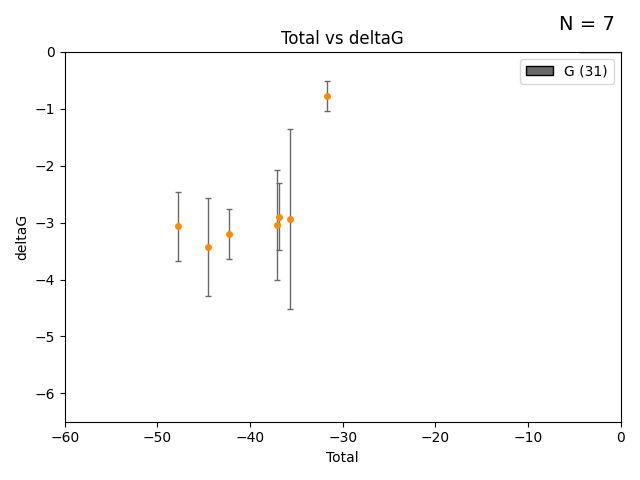 N = 7
Total vs deltaG
G (31)
0
−1
−2
−3
−4
−5
−6
deltaG
−60 −50 −40 −30 −20 −10 0
Total